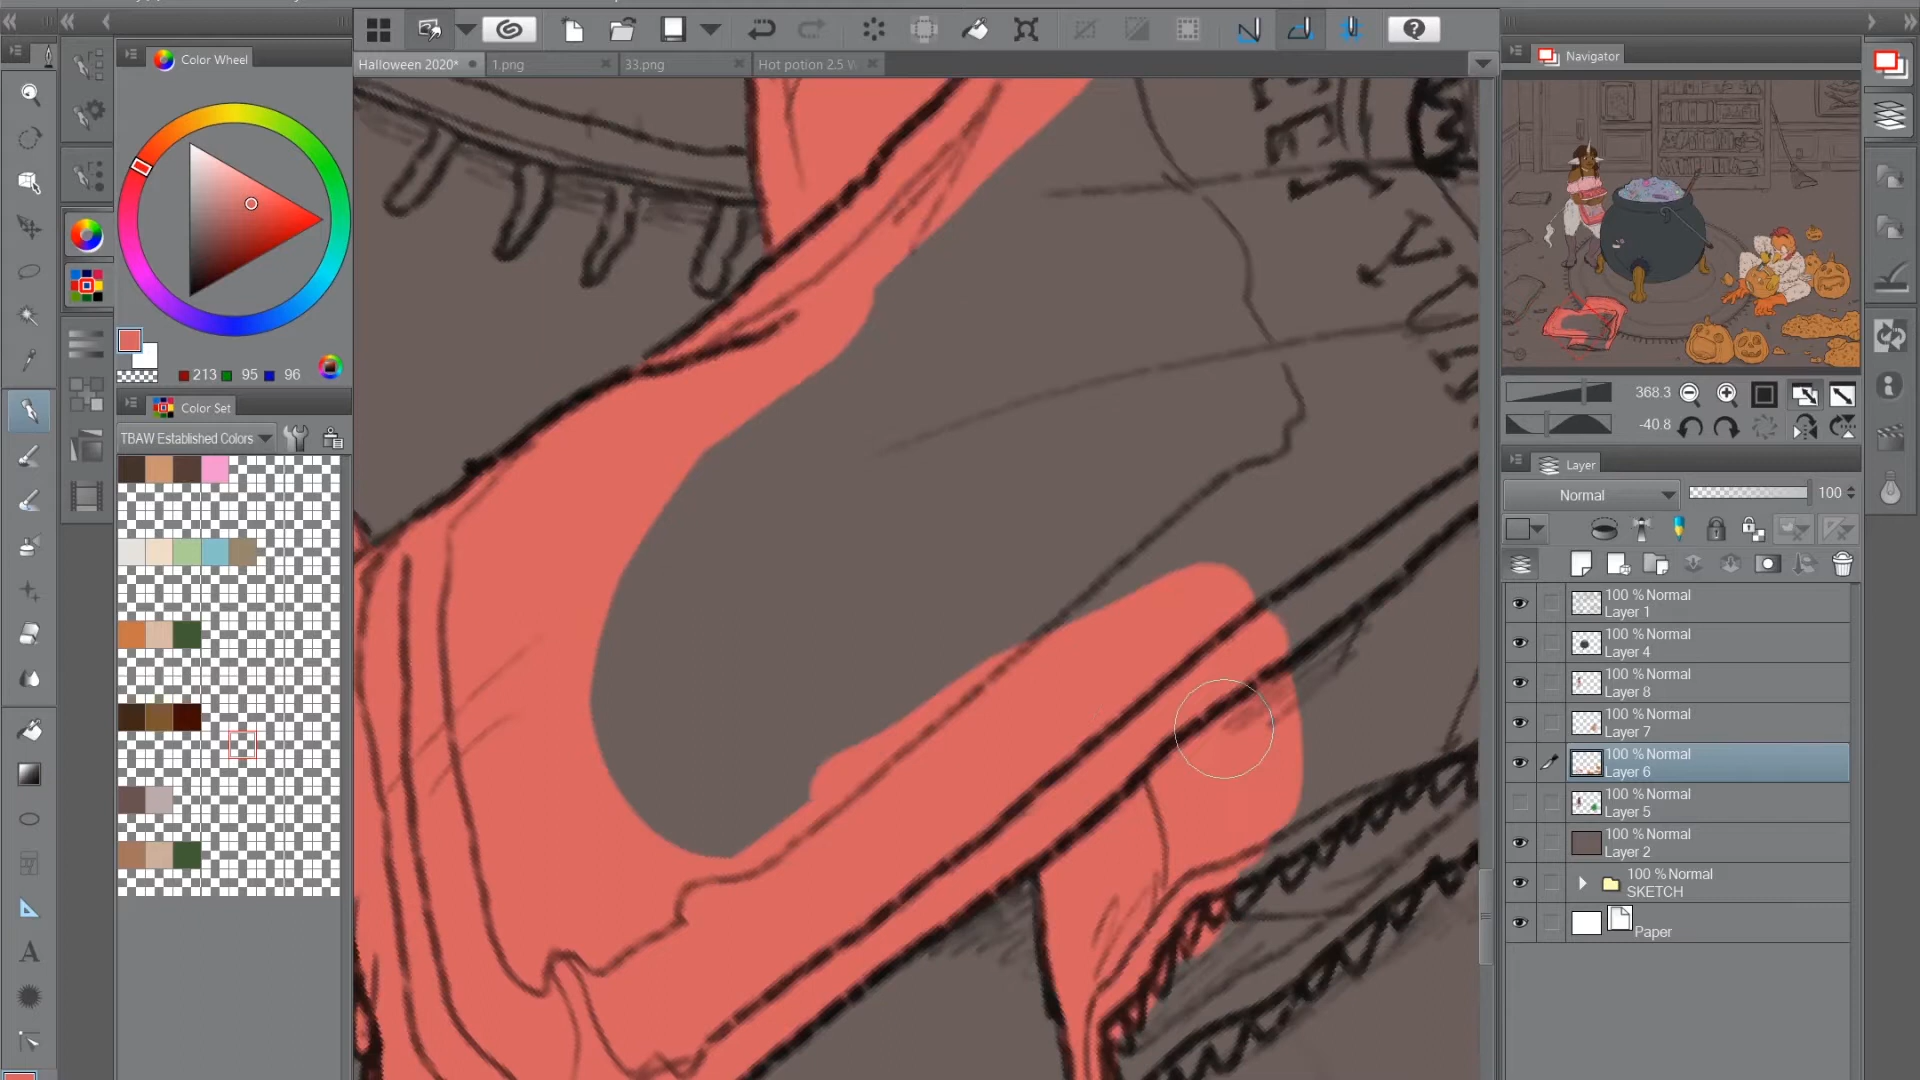 Color Wheel
Halloween 2020*
1.png
33.png
Hot potion 2.5 W
Navigator
213 95 96
368.3
-40.8
Color Set
TBAW Established Colors
Layer
Normal
100
100 % Normal
Layer 1
100 % Normal
Layer 4
100 % Normal
Layer 8
100 % Normal
Layer 7
100 % Normal
Layer 6
100 % Normal
Layer 5
100 % Normal
Layer 2
100 % Normal
SKETCH
Paper